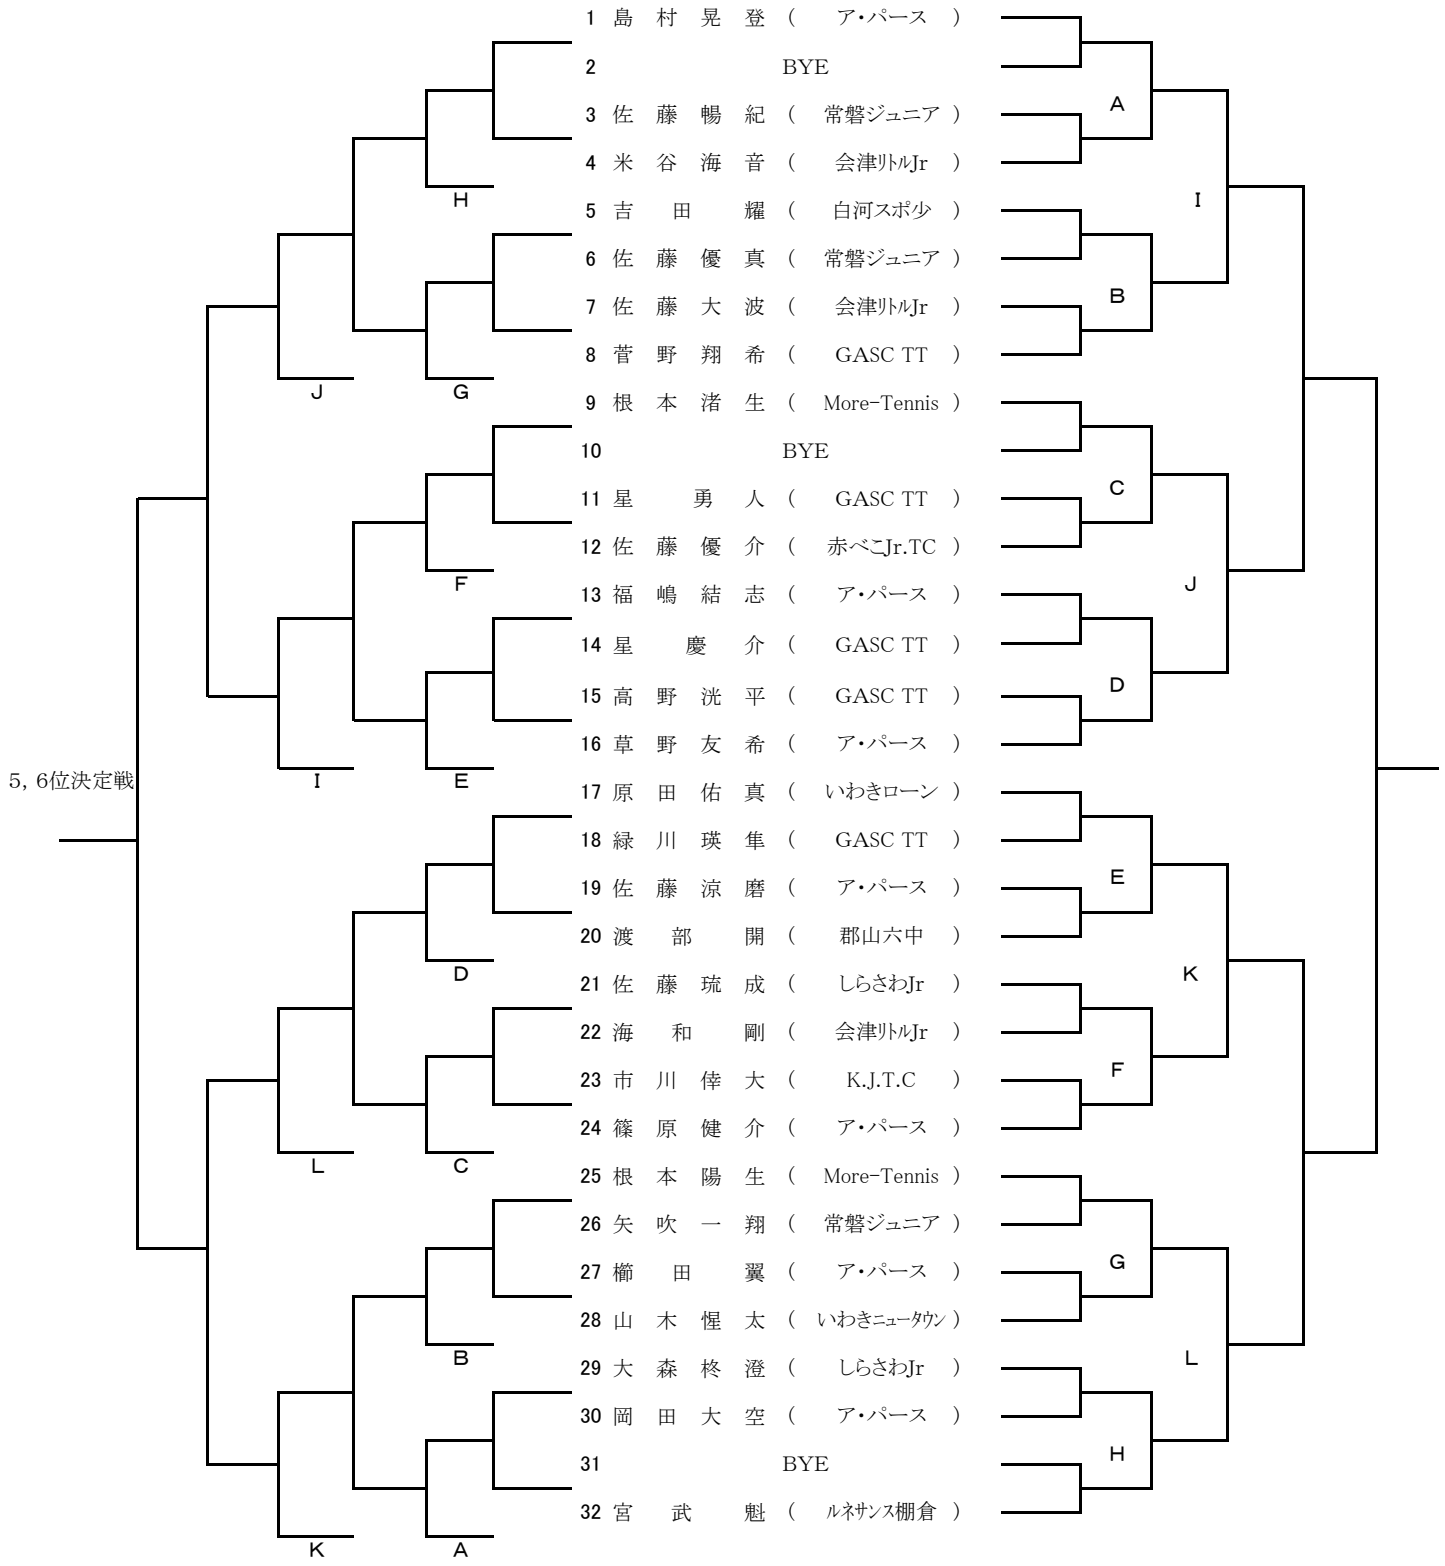 1 島村晃登 ( ア・パース )
2 BYE
3 佐藤暢紀 ( 常磐ジュニア )
A
4 米谷海音 ( 会津リトルJr )
H
I
5 吉田耀 ( 白河スポ少 )
6 佐藤優真 ( 常磐ジュニア )
B
7 佐藤大波 ( 会津リトルJr )
8 菅野翔希 ( GASC TT )
J G
9 根本渚生 ( More-Tennis )
10 BYE
C
11 星勇人 ( GASC TT )
12 佐藤優介 ( 赤べこJr.TC )
F
J
13 福嶋結志 ( ア・パース )
14 星慶介 ( GASC TT )
D
15 高野洸平 ( GASC TT )
16 草野友希 ( ア・パース )
5, 6位決定戦 I E
17 原田佑真 ( いわきローン )
18 緑川瑛隼 ( GASC TT )
E
19 佐藤涼磨 ( ア・パース )
20 渡部開 ( 郡山六中 )
D
K
21 佐藤琉成 ( しらさわJr )
22 海和剛 ( 会津リトルJr )
F
23 市川倖大 ( K.J.T.C )
24 篠原健介 ( ア・パース )
L C
25 根本陽生 ( More-Tennis )
26 矢吹一翔 ( 常磐ジュニア )
G
27 櫛田翼 ( ア・パース )
28 山木惺太 ( いわきニュータウン )
B
L
29 大森柊澄 ( しらさわJr )
30 岡田大空 ( ア・パース )
H
31 BYE
32 宮武魁 ( ルネサンス棚倉 )
K A